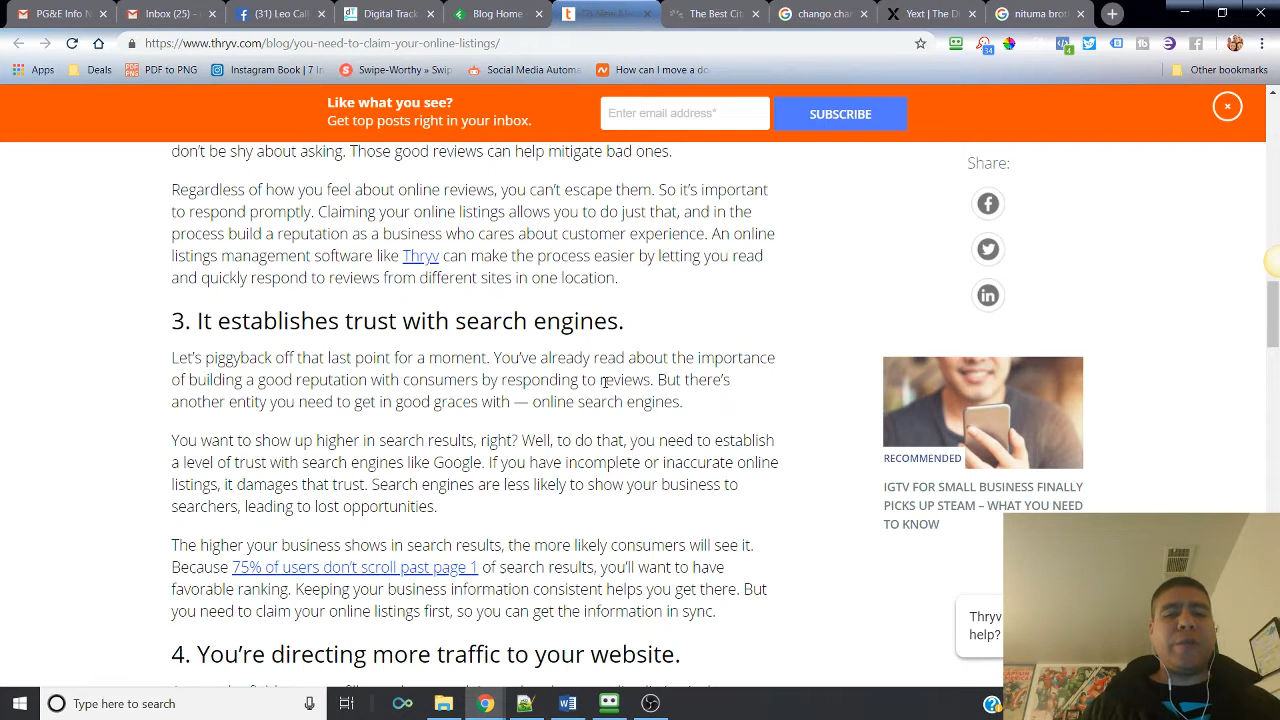 PG&E Info N
Inbox (25) -
(31) Leo Call
Digital Track
Blog Home
The Best Citi
chango char
Yext | The D
nituma brot
https://www.thryv.com/blog/you-need-to-claim-your-online-listings/
34
4
Apps
Deals
PDF to PNG
Instagram Book | 7 In
Swipe-Worthy » Swip
Social Media Automa
How can I move a do
Other bookmarks
Like what you see?
Get top posts right in your inbox.
Enter email address*
SUBSCRIBE
don't be shy about asking. Those good reviews can help mitigate bad ones.
Regardless of how you feel about online reviews, you can't escape them. So it's important
to respond promptly. Claiming your online listings allows you to do just that, and in the
process build a reputation as a business who cares about customer experience. An online
listings management software like Thryv can make the process easier by letting you read
and quickly respond to reviews from different sites in one location.
3. It establishes trust with search engines.
Let's piggyback off that last point for a moment. You've already read about the importance
of building a good reputation with consumers by responding to reviews. But there's
another entity you need to get in good graces with — online search engines.
You want to show up higher in search results, right? Well, to do that, you need to establish
a level of trust with search engines like Google. If you have incomplete or inaccurate online
listings, it damages that trust. Search engines are less likely to show your business to
searchers, leading to lost opportunities.
The higher your business shows in search results, the more likely consumers will see it.
Because 75% of users don't scroll past page 1 of search results, you'll want to have
favorable ranking. Keeping your business information consistent helps you get there. But
you need to claim your online listings first, so you can get the information in sync.
4. You're directing more traffic to your website.
Share:
RECOMMENDED
IGTV FOR SMALL BUSINESS FINALLY
PICKS UP STEAM – WHAT YOU NEED
TO KNOW
Thryv
help?
Type here to search